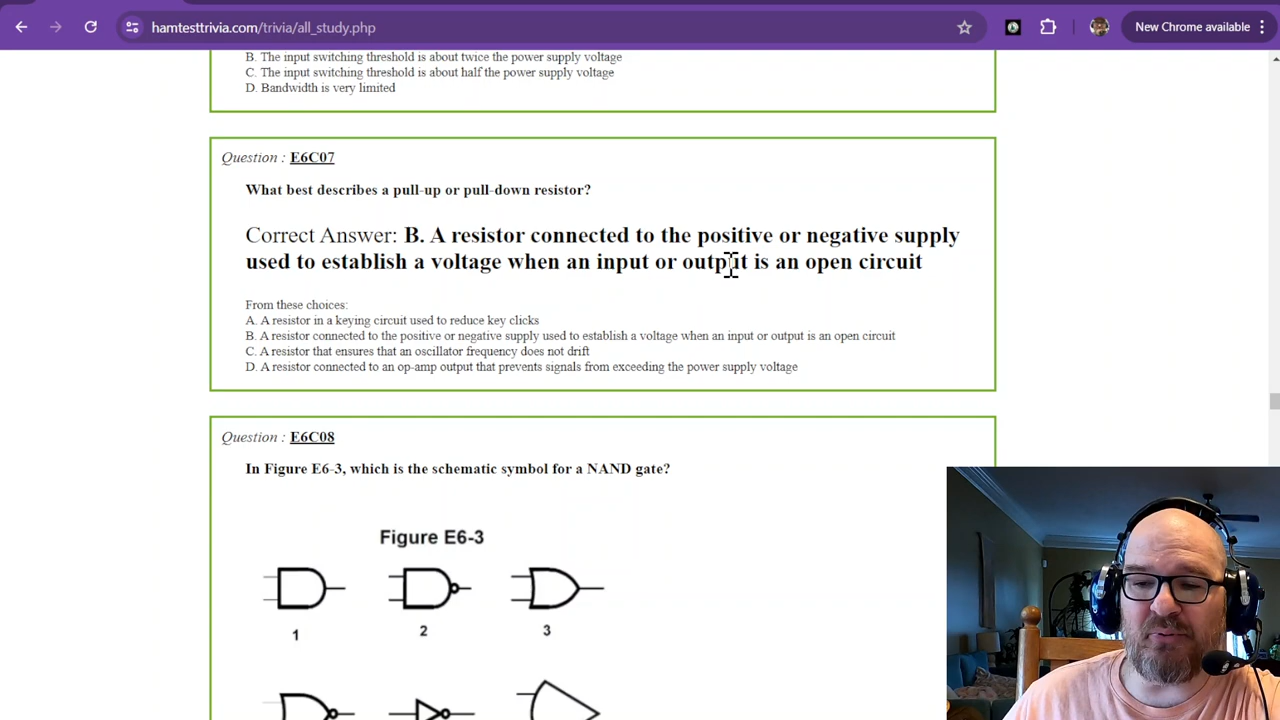 hamtesttrivia.com/trivia/all_study.php
New Chrome available
B. The input switching threshold is about twice the power supply voltage
C. The input switching threshold is about half the power supply voltage
D. Bandwidth is very limited
Question : E6C07
What best describes a pull-up or pull-down resistor?
Correct Answer: B. A resistor connected to the positive or negative supply
used to establish a voltage when an input or output is an open circuit
From these choices:
A. A resistor in a keying circuit used to reduce key clicks
B. A resistor connected to the positive or negative supply used to establish a voltage when an input or output is an open circuit
C. A resistor that ensures that an oscillator frequency does not drift
D. A resistor connected to an op-amp output that prevents signals from exceeding the power supply voltage
Question : E6C08
In Figure E6-3, which is the schematic symbol for a NAND gate?
Figure E6-3
1 2 3